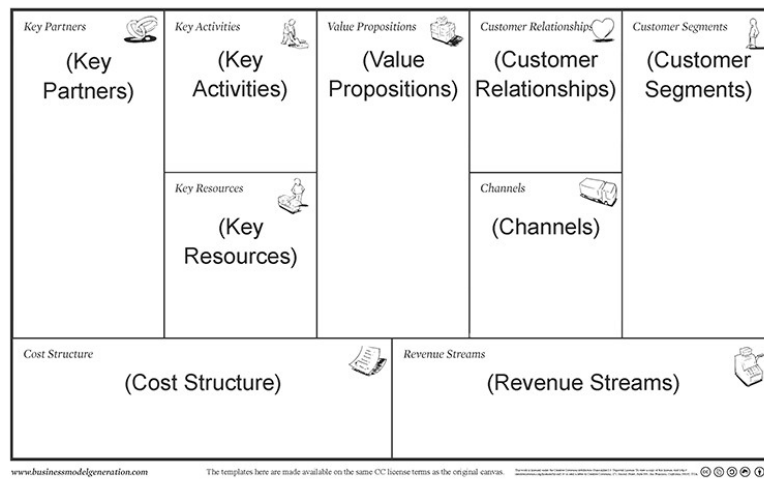 Key Partners
(Key
Partners)
Key Activities
(Key
Activities)
Key Resources
(Key
Resources)
Value Propositions
(Value
Propositions)
Customer Relationships
(Customer
Relationships)
Channels
(Channels)
Customer Segments
(Customer
Segments)
Cost Structure
(Cost Structure)
Revenue Streams
(Revenue Streams)
www.businessmodelgeneration.com
The templates here are made available on the same CC license terms as the original canvas.